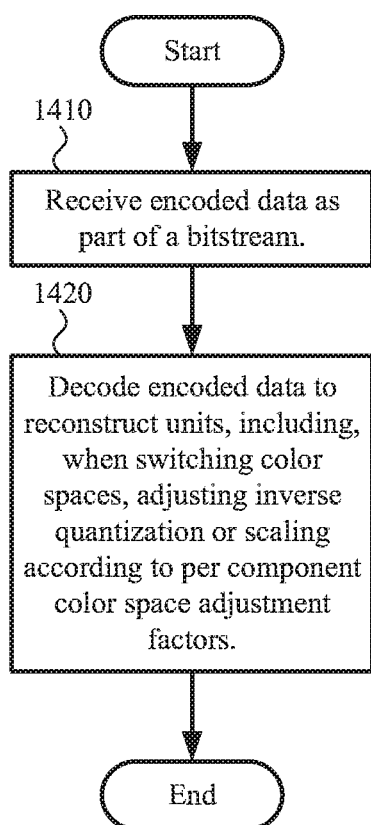 Start
1410
Receive encoded data as
part of a bitstream.
1420
Decode encoded data to
reconstruct units, including,
when switching color
spaces, adjusting inverse
quantization or scaling
according to per component
color space adjustment
factors.
End